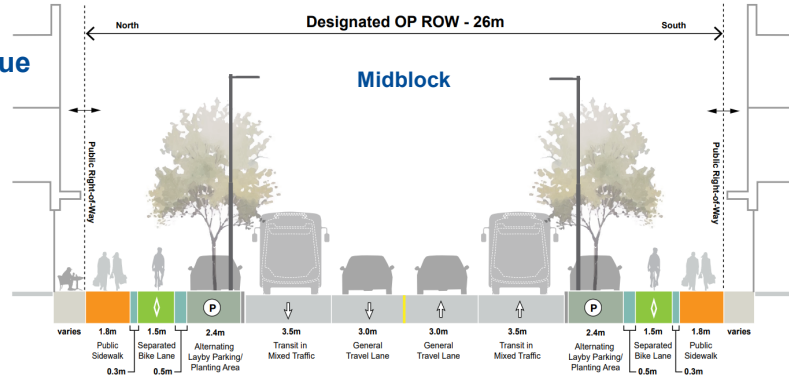 North
Designated OP ROW - 26m
South
ue
Midblock
Public Right-of-Way
Public Right-of-Way
P
P
varies
1.8m
1.5m
2.4m
3.5m
3.0m
3.0m
3.5m
2.4m
1.5m
1.8m
varies
Public
Sidewalk
Separated
Bike Lane
Alternating
Layby Parking/
Planting Area
Transit in
Mixed Traffic
General
Travel Lane
General
Travel Lane
Transit in
Mixed Traffic
Alternating
Layby Parking/
Planting Area
Separated
Bike Lane
Public
Sidewalk
0.3m
0.5m
0.5m
0.3m